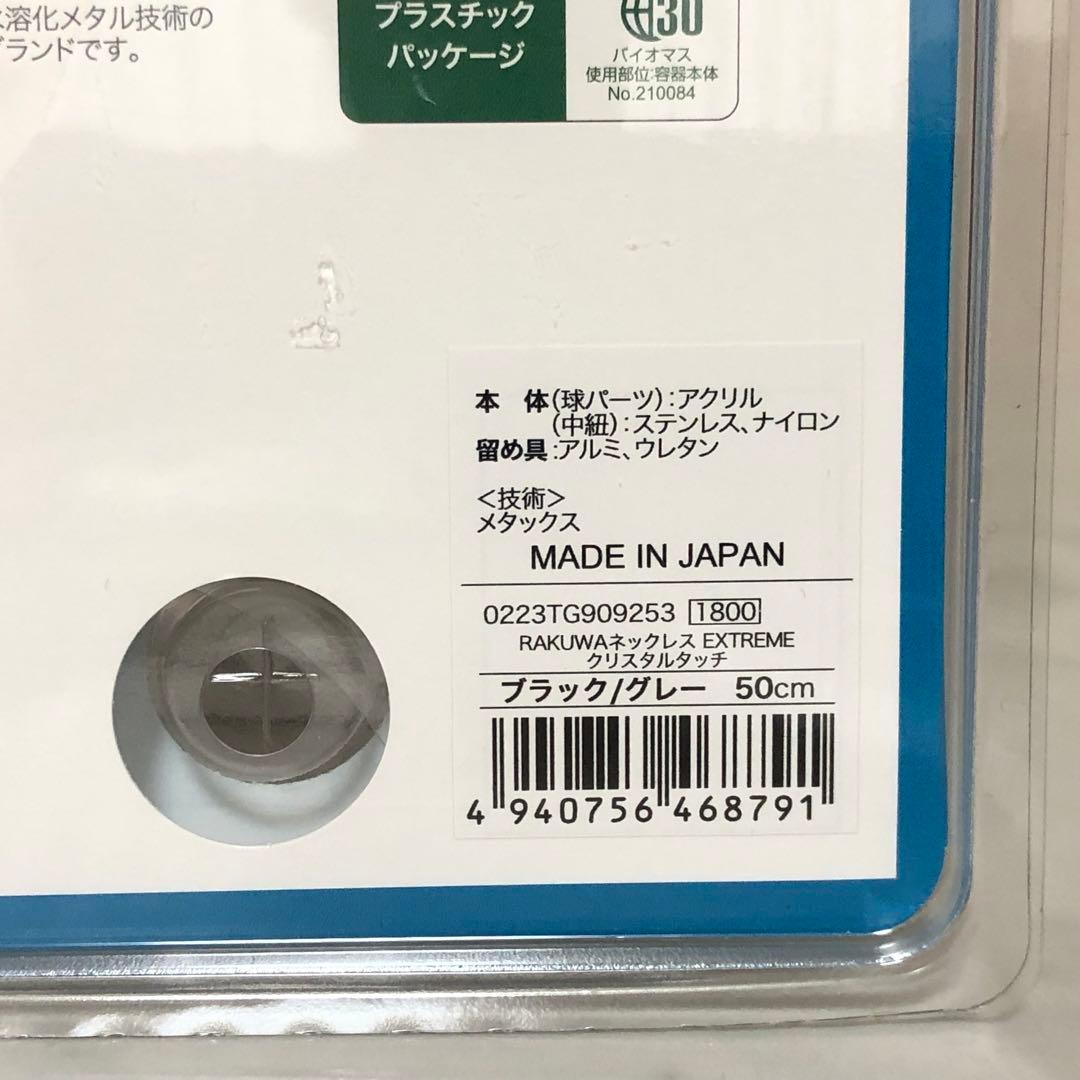 水溶化メタル技術の
ブランドです。
プラスチック
パッケージ
30
バイオマス
使用部位:容器本体
No.210084
本 体(球パーツ):アクリル
(中紐):ステンレス、ナイロン
留め具:アルミ、ウレタン
＜技術＞
メタックス
MADE IN JAPAN
0223TG909253 1800
RAKUWAネックレス EXTREME
クリスタルタッチ
ブラック/グレー 50cm
4 940756 468791